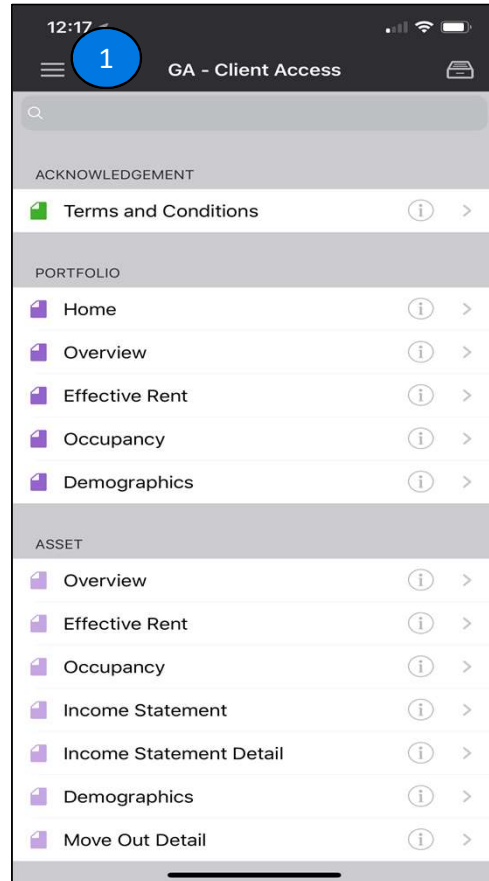 12:17
1
GA - Client Access
ACKNOWLEDGEMENT
Terms and Conditions
PORTFOLIO
Home
Overview
Effective Rent
Occupancy
Demographics
ASSET
Overview
Effective Rent
Occupancy
Income Statement
Income Statement Detail
Demographics
Move Out Detail